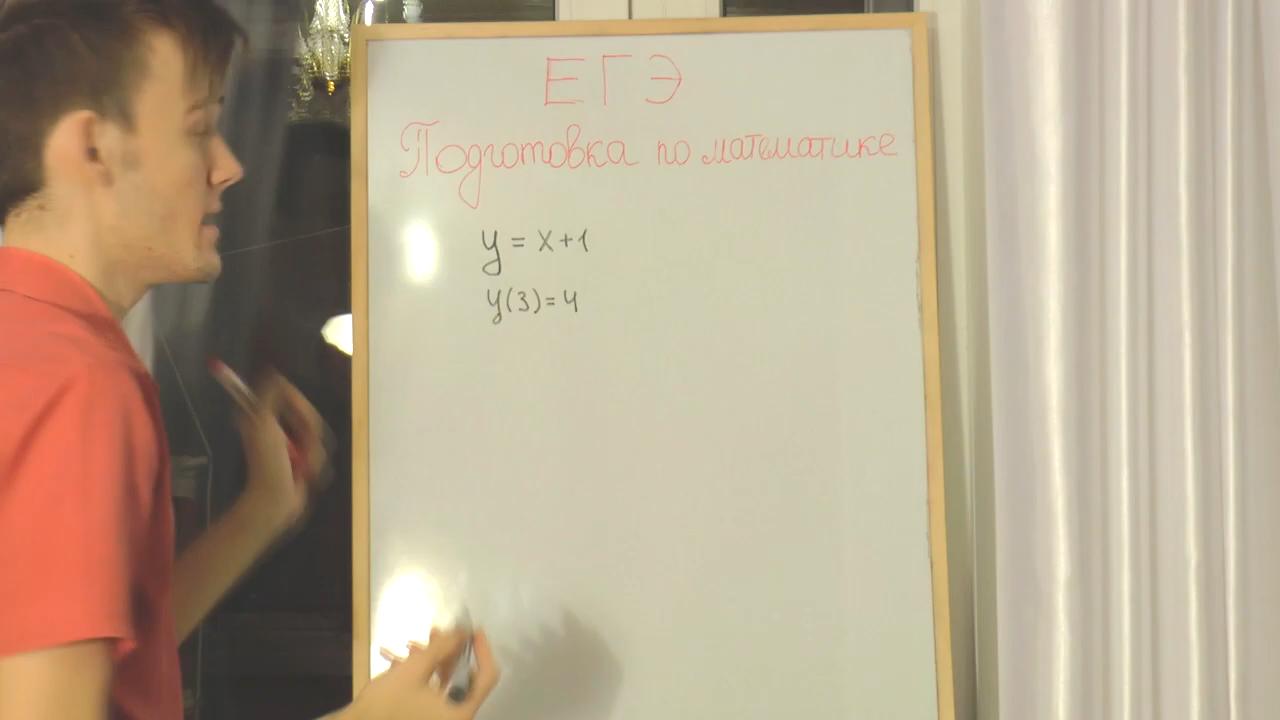 ЕГЭ
Подготовка по математике
y = x+1
y(3)=4